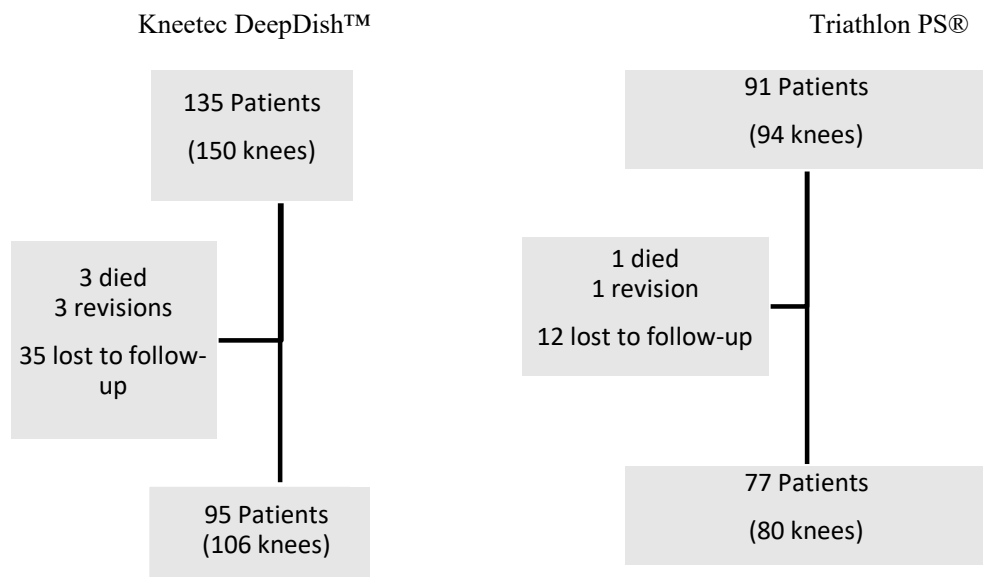 Kneetec DeepDish™
Triathlon PS®
135 Patients
(150 knees)
91 Patients
(94 knees)
3 died
3 revisions
35 lost to follow-
up
1 died
1 revision
12 lost to follow-up
95 Patients
(106 knees)
77 Patients
(80 knees)